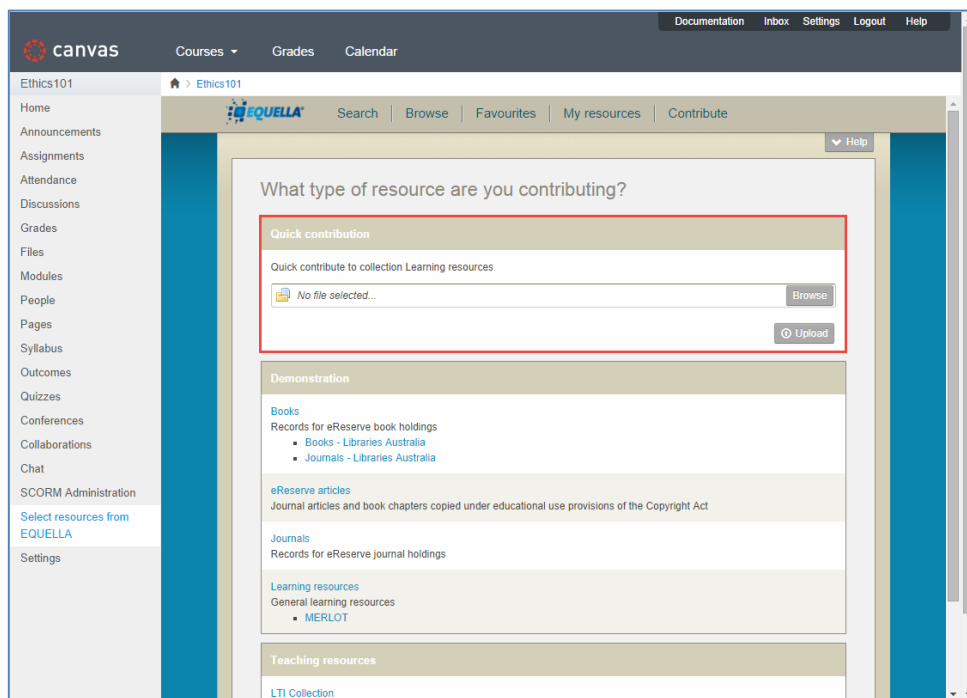 Documentation Inbox Settings Logout Help
canvas Courses Grades Calendar
Ethics101
Ethics101
Home
Announcements
Assignments
Attendance
Discussions
Grades
Files
Modules
People
Pages
Syllabus
Outcomes
Quizzes
Conferences
Collaborations
Chat
SCORM Administration
Select resources from
EQUELLA
Settings
EQUELLA Search Browse Favourites My resources Contribute
Help
What type of resource are you contributing?
Quick contribution
Quick contribute to collection Learning resources
No file selected... Browse
Upload
Demonstration
Books
Records for eReserve book holdings
Books - Libraries Australia
Journals - Libraries Australia
eReserve articles
Journal articles and book chapters copied under educational use provisions of the Copyright Act
Journals
Records for eReserve journal holdings
Learning resources
General learning resources
MERLOT
Teaching resources
LTI Collection